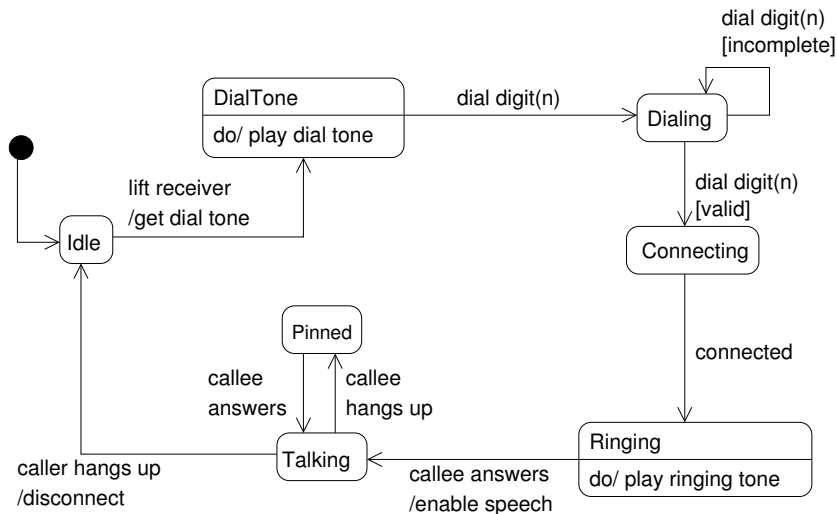 dial digit(n)
[incomplete]
DialTone
do/ play dial tone
dial digit(n)
Dialing
lift receiver
/get dial tone
dial digit(n)
[valid]
Idle
Connecting
Pinned
connected
callee
answers
callee
hangs up
Ringing
do/ play ringing tone
Talking
caller hangs up
/disconnect
callee answers
/enable speech